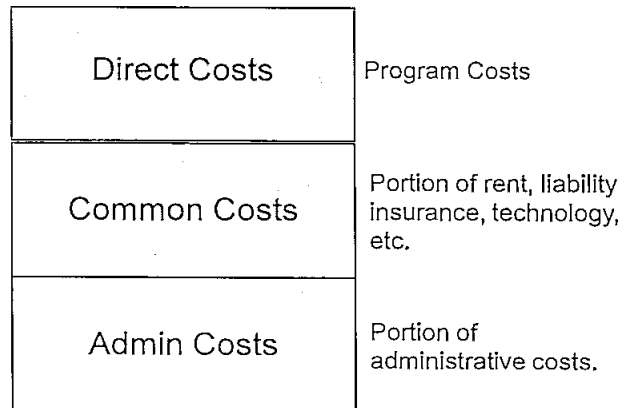 Direct Costs
Program Costs
Common Costs
Portion of rent, liability
insurance, technology,
etc.
Admin Costs
Portion of
administrative costs.